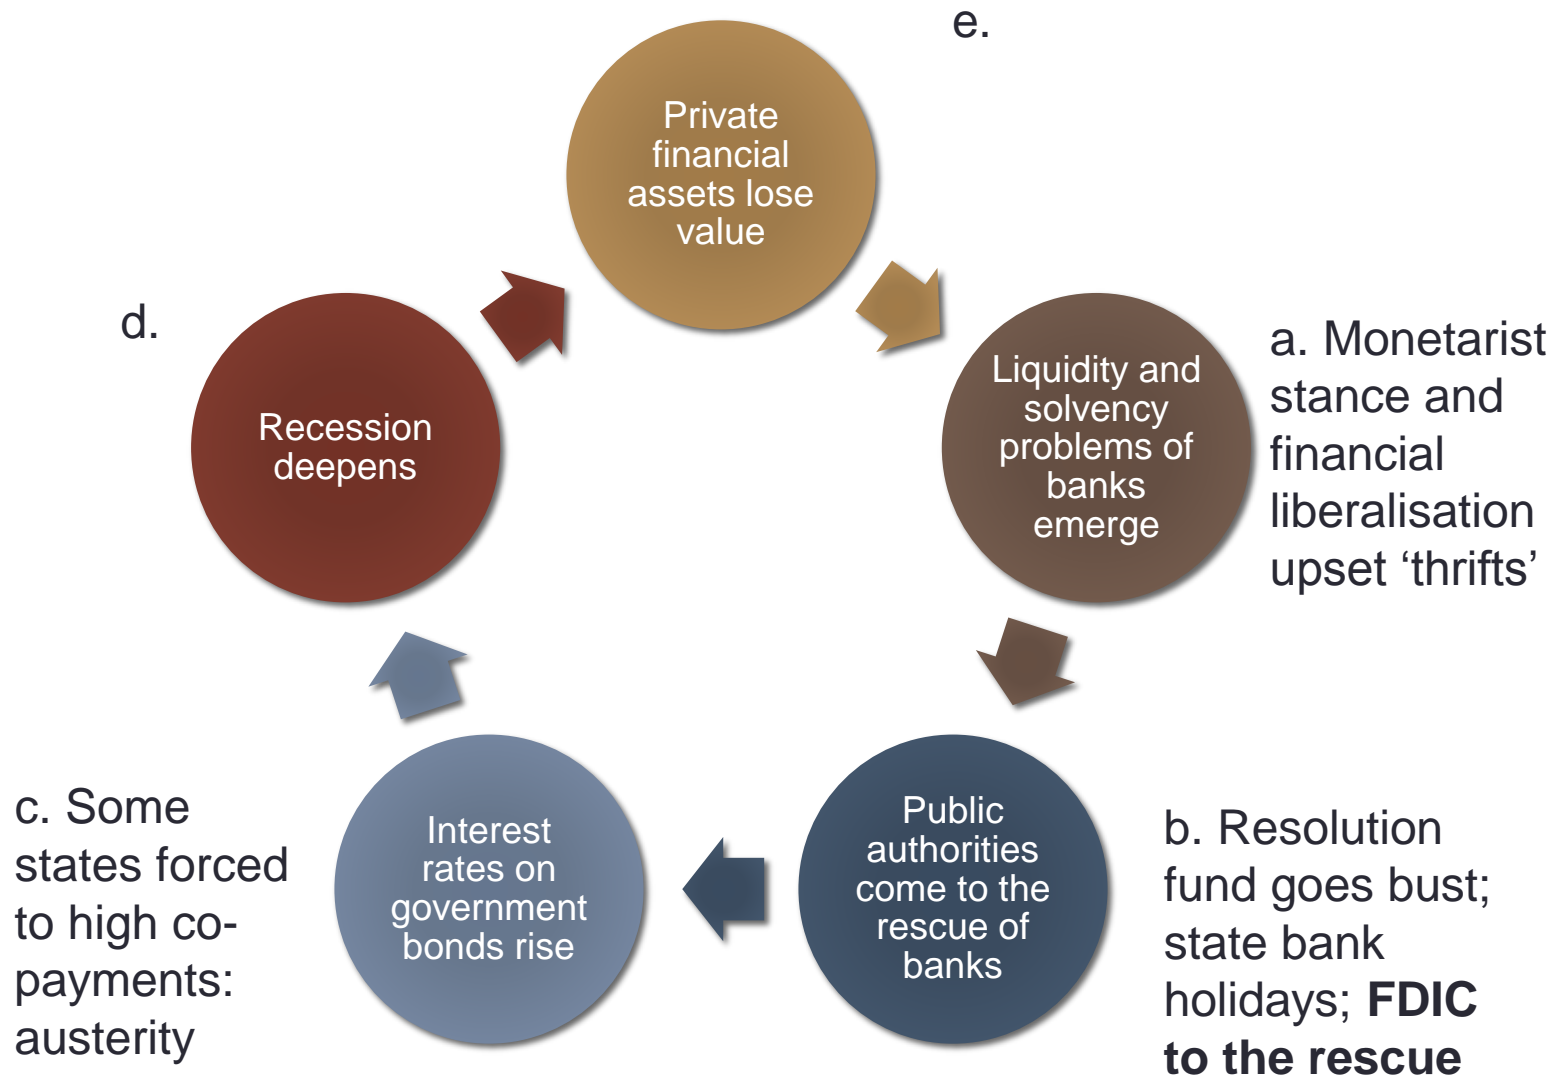 e.
Private
financial
assets lose
value
d.
Recession
deepens
Liquidity and
solvency
problems of
banks
emerge
a. Monetarist
stance and
financial
liberalisation
upset ‘thrifts’
c. Some
states forced
to high co-
payments:
austerity
Interest
rates on
government
bonds rise
Public
authorities
come to the
rescue of
banks
b. Resolution
fund goes bust;
state bank
holidays; FDIC
to the rescue